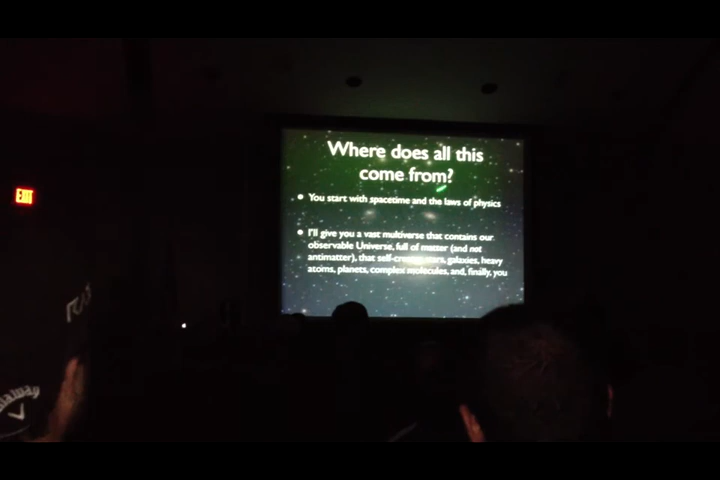 Where does all this
come from?
• You start with spacetime and the laws of physics
• I'll give you a vast multiverse that contains our
observable Universe, full of matter (and not
antimatter), that self-creates stars, galaxies, heavy
atoms, planets, complex molecules, and, finally, you
EXIT